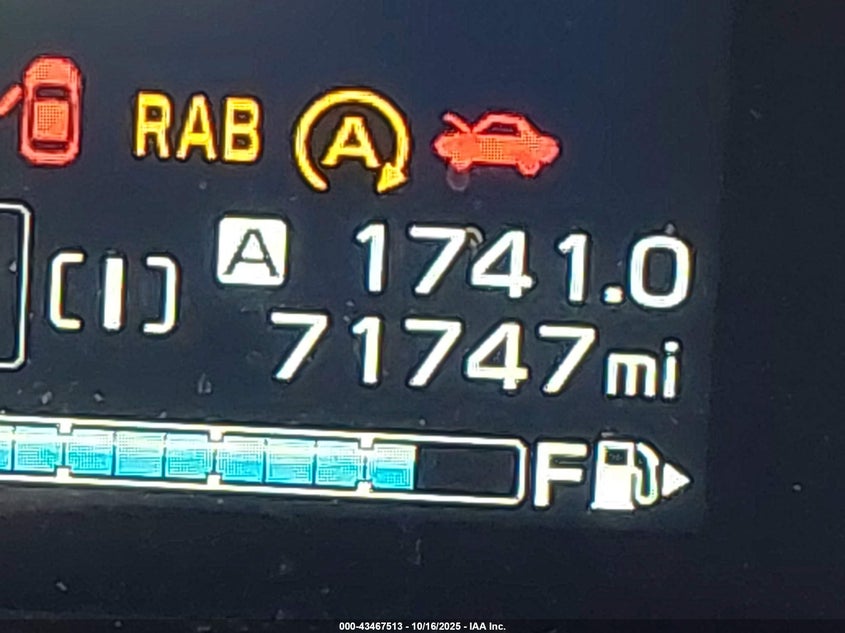 RAB A
A 1741.0
71747mi
F
000-43467513 - 10/16/2025 - IAA Inc.